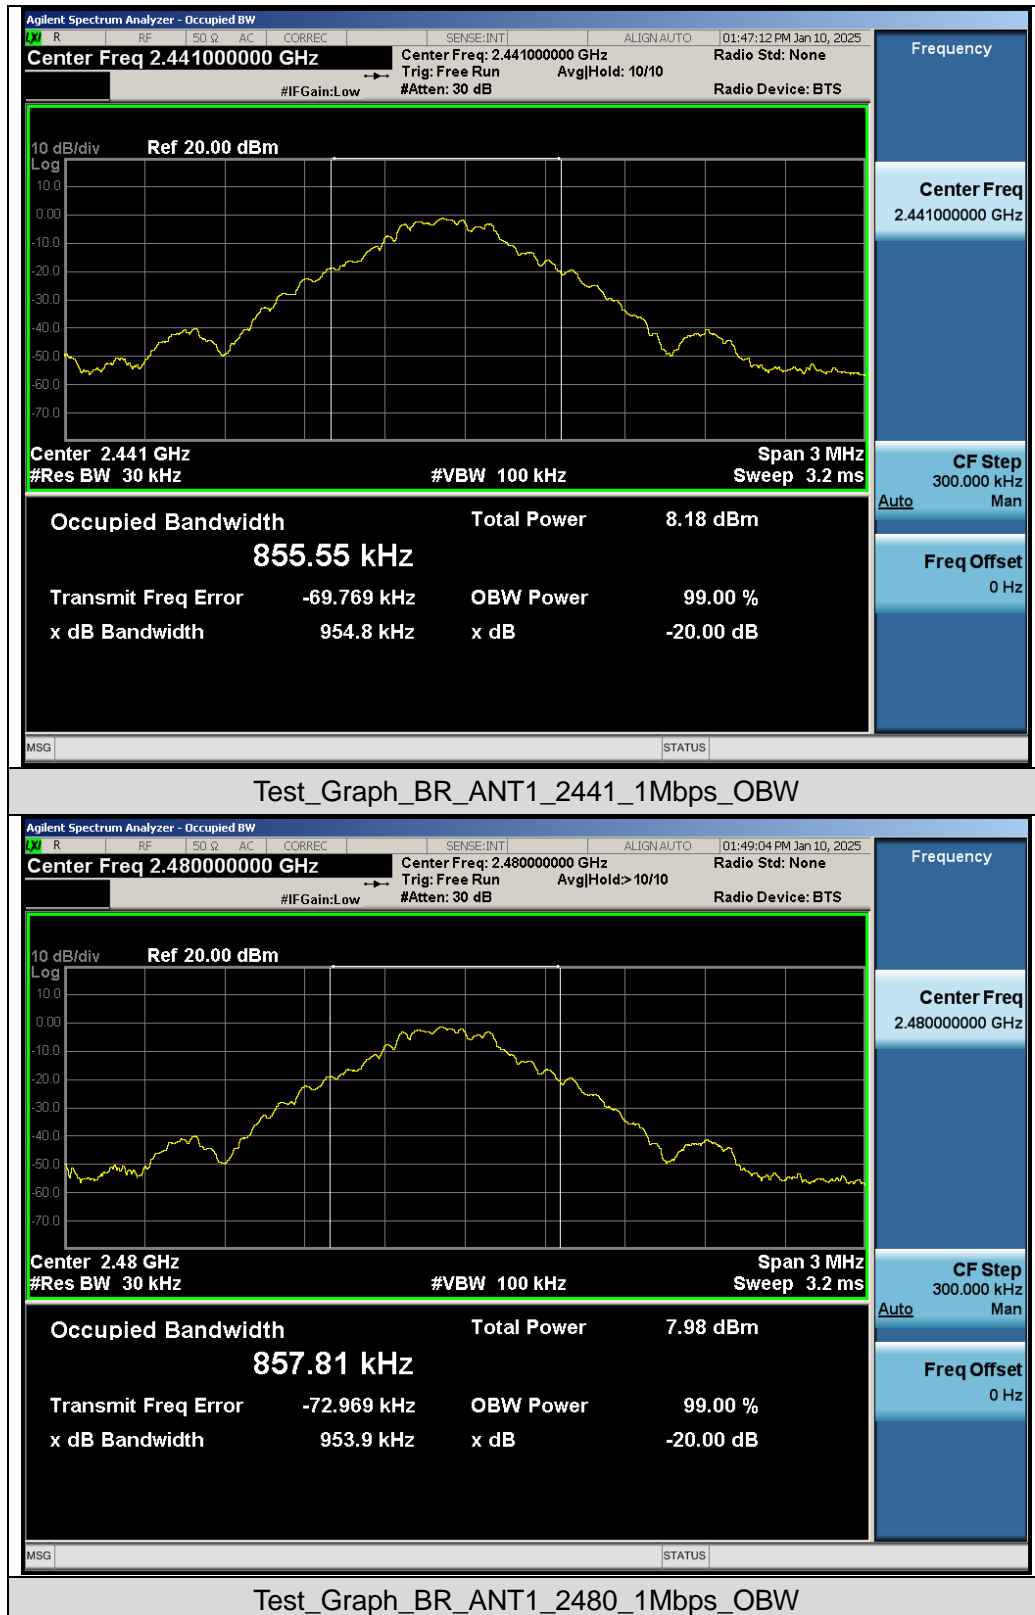 Agilent Spectrum Analyzer - Occupied BW
LXI R RF 50 Ω AC CORREC SENSE:INT ALIGN AUTO 01:47:12 PM Jan 10, 2025
Center Freq 2.441000000 GHz Center Freq: 2.441000000 GHz Radio Std: None
Trig: Free Run Avg|Hold: 10/10
#IFGain:Low #Atten: 30 dB Radio Device: BTS
Frequency
10 dB/div Ref 20.00 dBm
Log
10.0
0.00
-10.0
-20.0
-30.0
-40.0
-50.0
-60.0
-70.0
Center 2.441 GHz Span 3 MHz
#Res BW 30 kHz #VBW 100 kHz Sweep 3.2 ms
Center Freq
2.441000000 GHz
CF Step
300.000 kHz
Auto Man
Freq Offset
0 Hz
Occupied Bandwidth Total Power 8.18 dBm
855.55 kHz
Transmit Freq Error -69.769 kHz OBW Power 99.00 %
x dB Bandwidth 954.8 kHz x dB -20.00 dB
MSG STATUS
Test_Graph_BR_ANT1_2441_1Mbps_OBW
Agilent Spectrum Analyzer - Occupied BW
LXI R RF 50 Ω AC CORREC SENSE:INT ALIGN AUTO 01:49:04 PM Jan 10, 2025
Center Freq 2.480000000 GHz Center Freq: 2.480000000 GHz Radio Std: None
Trig: Free Run Avg|Hold:>10/10
#IFGain:Low #Atten: 30 dB Radio Device: BTS
Frequency
10 dB/div Ref 20.00 dBm
Log
10.0
0.00
-10.0
-20.0
-30.0
-40.0
-50.0
-60.0
-70.0
Center 2.48 GHz Span 3 MHz
#Res BW 30 kHz #VBW 100 kHz Sweep 3.2 ms
Center Freq
2.480000000 GHz
CF Step
300.000 kHz
Auto Man
Freq Offset
0 Hz
Occupied Bandwidth Total Power 7.98 dBm
857.81 kHz
Transmit Freq Error -72.969 kHz OBW Power 99.00 %
x dB Bandwidth 953.9 kHz x dB -20.00 dB
MSG STATUS
Test_Graph_BR_ANT1_2480_1Mbps_OBW